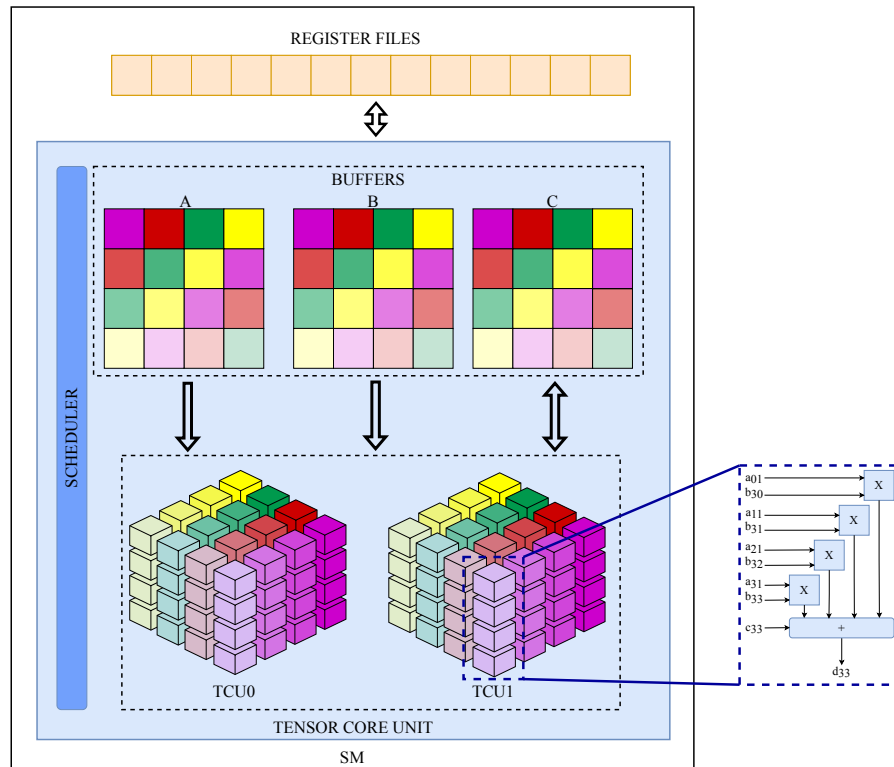 REGISTER FILES
SCHEDULER
BUFFERS
A B C
TCU0 TCU1
TENSOR CORE UNIT
SM
a01
b30
X
a11
b31
X
a21
b32
X
a31
b33
X
c33
+
d33